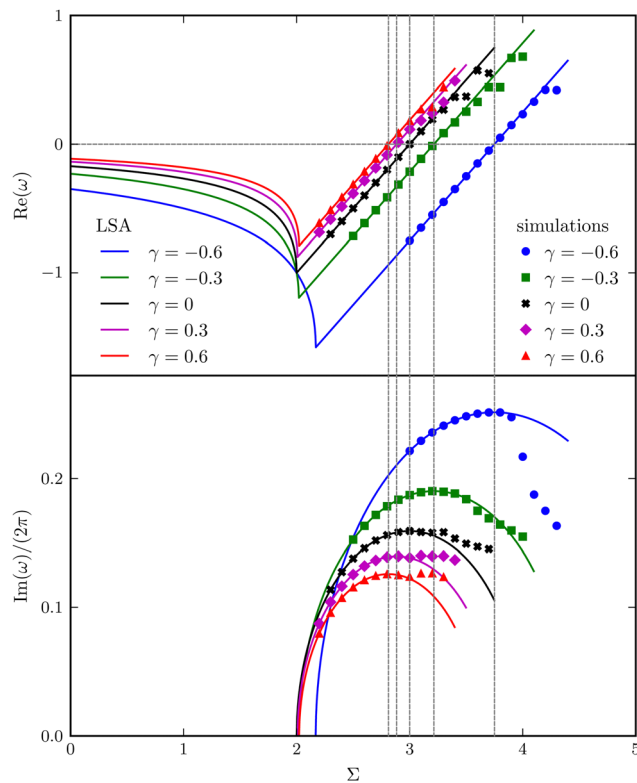 1
0
−1
Re(ω)
LSA
γ = −0.6
γ = −0.3
γ = 0
γ = 0.3
γ = 0.6
simulations
γ = −0.6
γ = −0.3
γ = 0
γ = 0.3
γ = 0.6
0.2
0.1
0.0
Im(ω)/(2π)
0 1 2 3 4 5
Σ